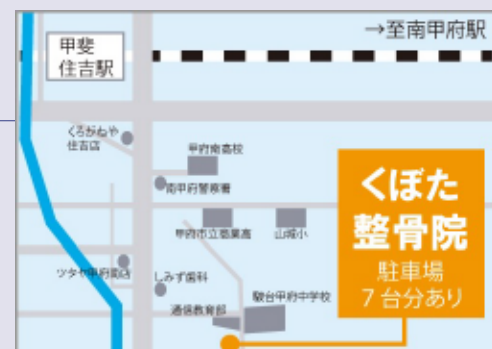 →至南甲府駅
甲斐
住吉駅
くろがねや
住吉店
甲府南高校
南甲府警察署
くぼた
整骨院
駐車場
7台分あり
甲府市立商業高
山城小
ツタヤ甲府南店
しみず歯科
駿台甲府中学校
通信教育部